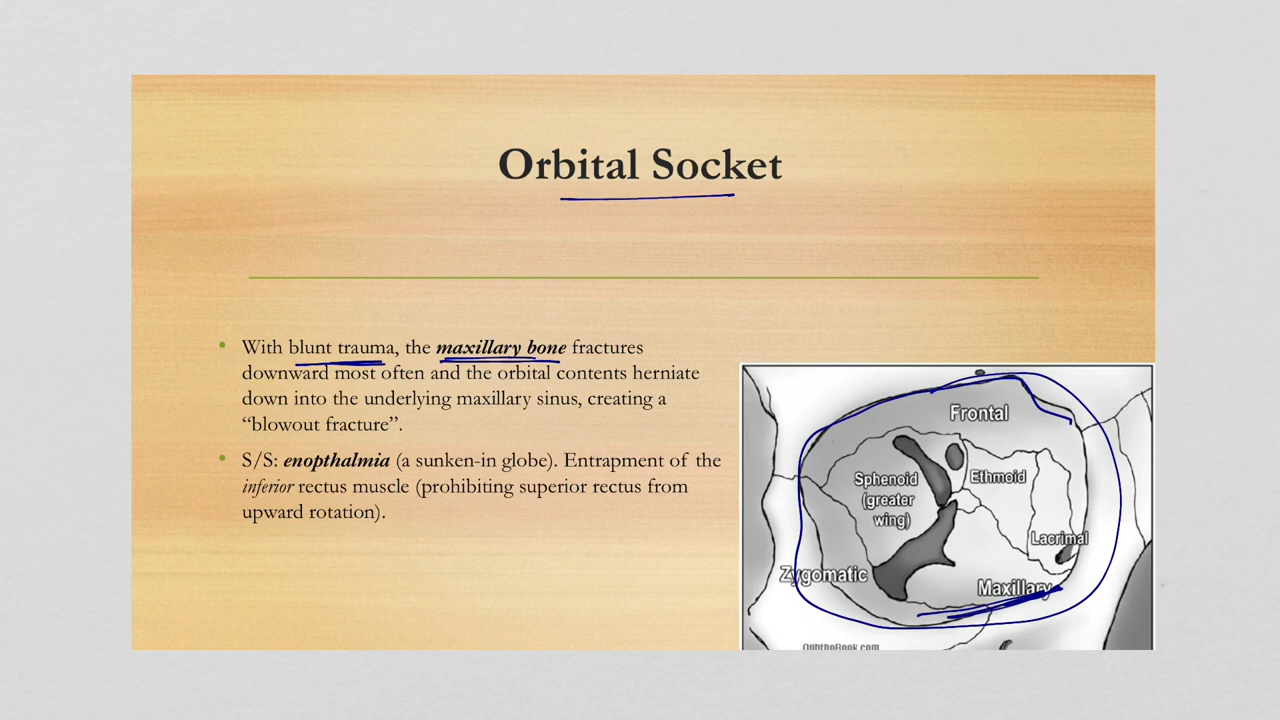 Orbital Socket
• With blunt trauma, the maxillary bone fractures
downward most often and the orbital contents herniate
down into the underlying maxillary sinus, creating a
“blowout fracture”.
• S/S: enopthalmia (a sunken-in globe). Entrapment of the
inferior rectus muscle (prohibiting superior rectus from
upward rotation).
Frontal
Sphenoid
(greater
wing)
Ethmoid
Lacrimal
Zygomatic
Maxillary
OphthoBook.com